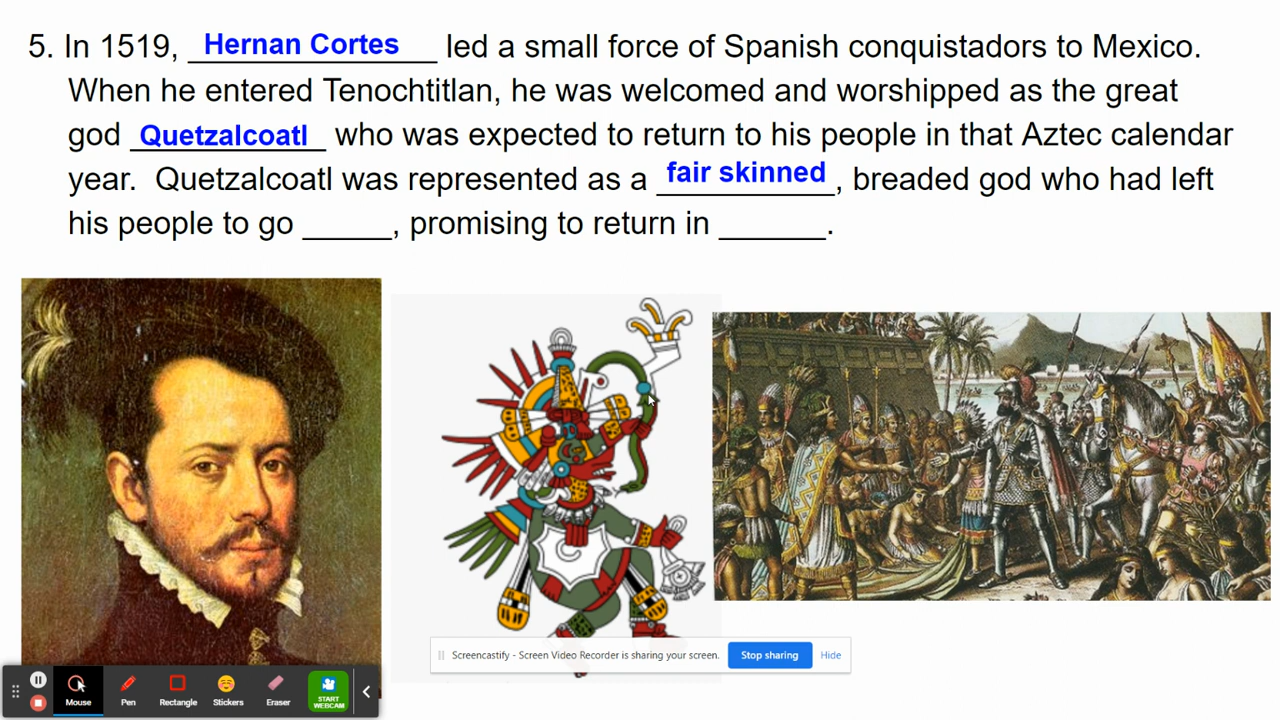 5. In 1519, Hernan Cortes led a small force of Spanish conquistadors to Mexico.
When he entered Tenochtitlan, he was welcomed and worshipped as the great
god Quetzalcoatl who was expected to return to his people in that Aztec calendar
year. Quetzalcoatl was represented as a fair skinned, breaded god who had left
his people to go _____, promising to return in ______.
Screencastify - Screen Video Recorder is sharing your screen. Stop sharing Hide
Mouse Pen Rectangle Stickers Eraser START
WEBCAM